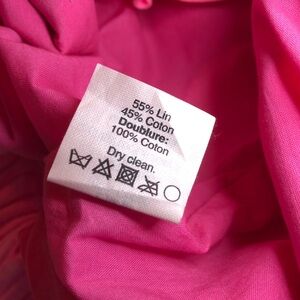 55% Lin
45% Coton
Doublure:
100% Coton
Dry clean.